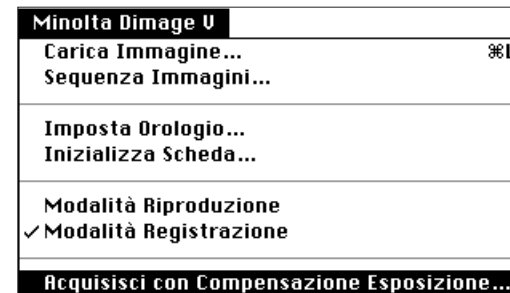 Minolta Dimage V
Carica Immagine... ⌘
Sequenza Immagini...
Imposta Orologio...
Inizializza Scheda...
Modalità Riproduzione
✓ Modalità Registrazione
Acquisisci con Compensazione Esposizione...